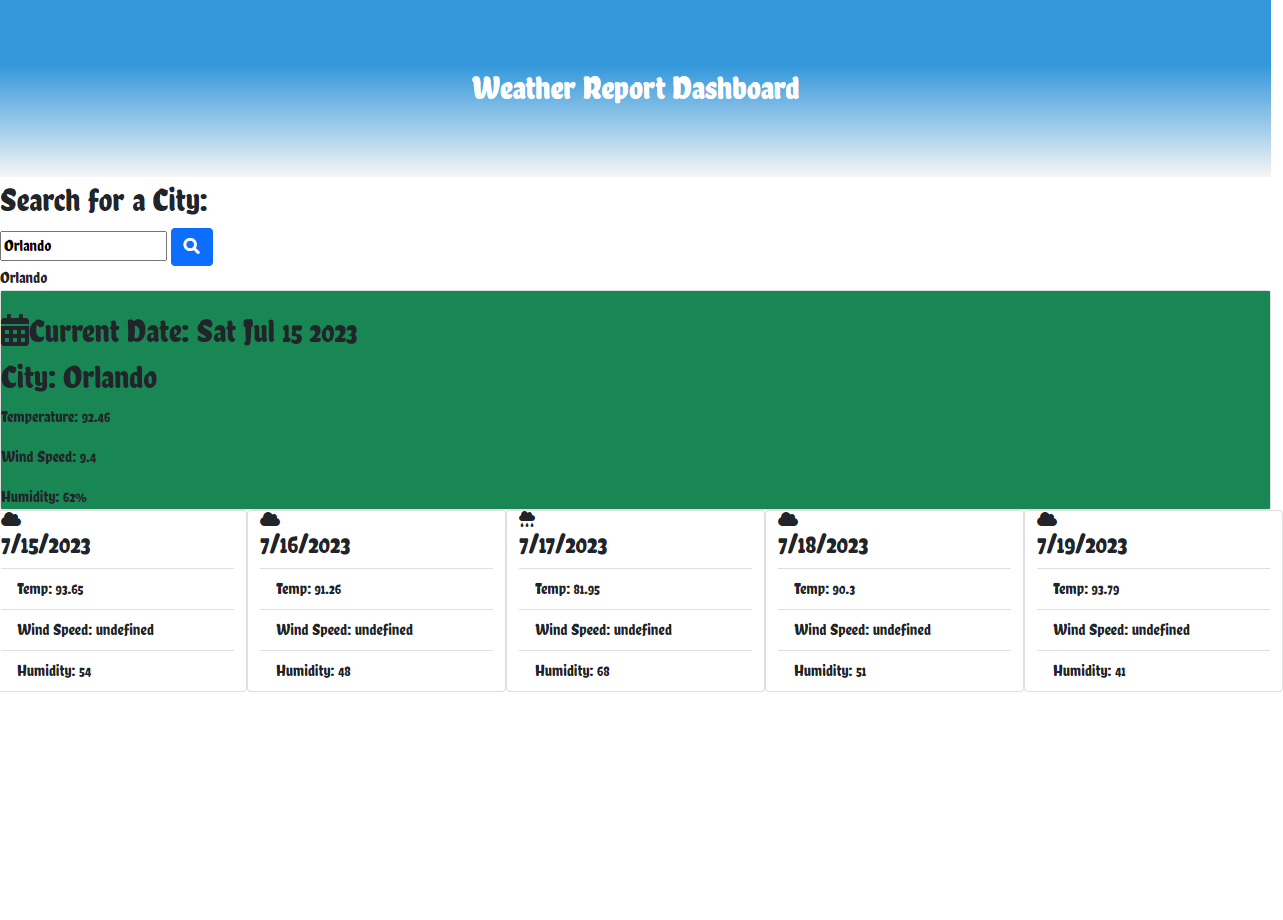 Weather Report Dashboard
Search for a City:
Orlando
Orlando
Current Date: Sat Jul 15 2023
City: Orlando
Temperature: 92.46
Wind Speed: 9.4
Humidity: 62%
7/15/2023
Temp: 93.65
Wind Speed: undefined
Humidity: 54
7/16/2023
Temp: 91.26
Wind Speed: undefined
Humidity: 48
7/17/2023
Temp: 81.95
Wind Speed: undefined
Humidity: 68
7/18/2023
Temp: 90.3
Wind Speed: undefined
Humidity: 51
7/19/2023
Temp: 93.79
Wind Speed: undefined
Humidity: 41